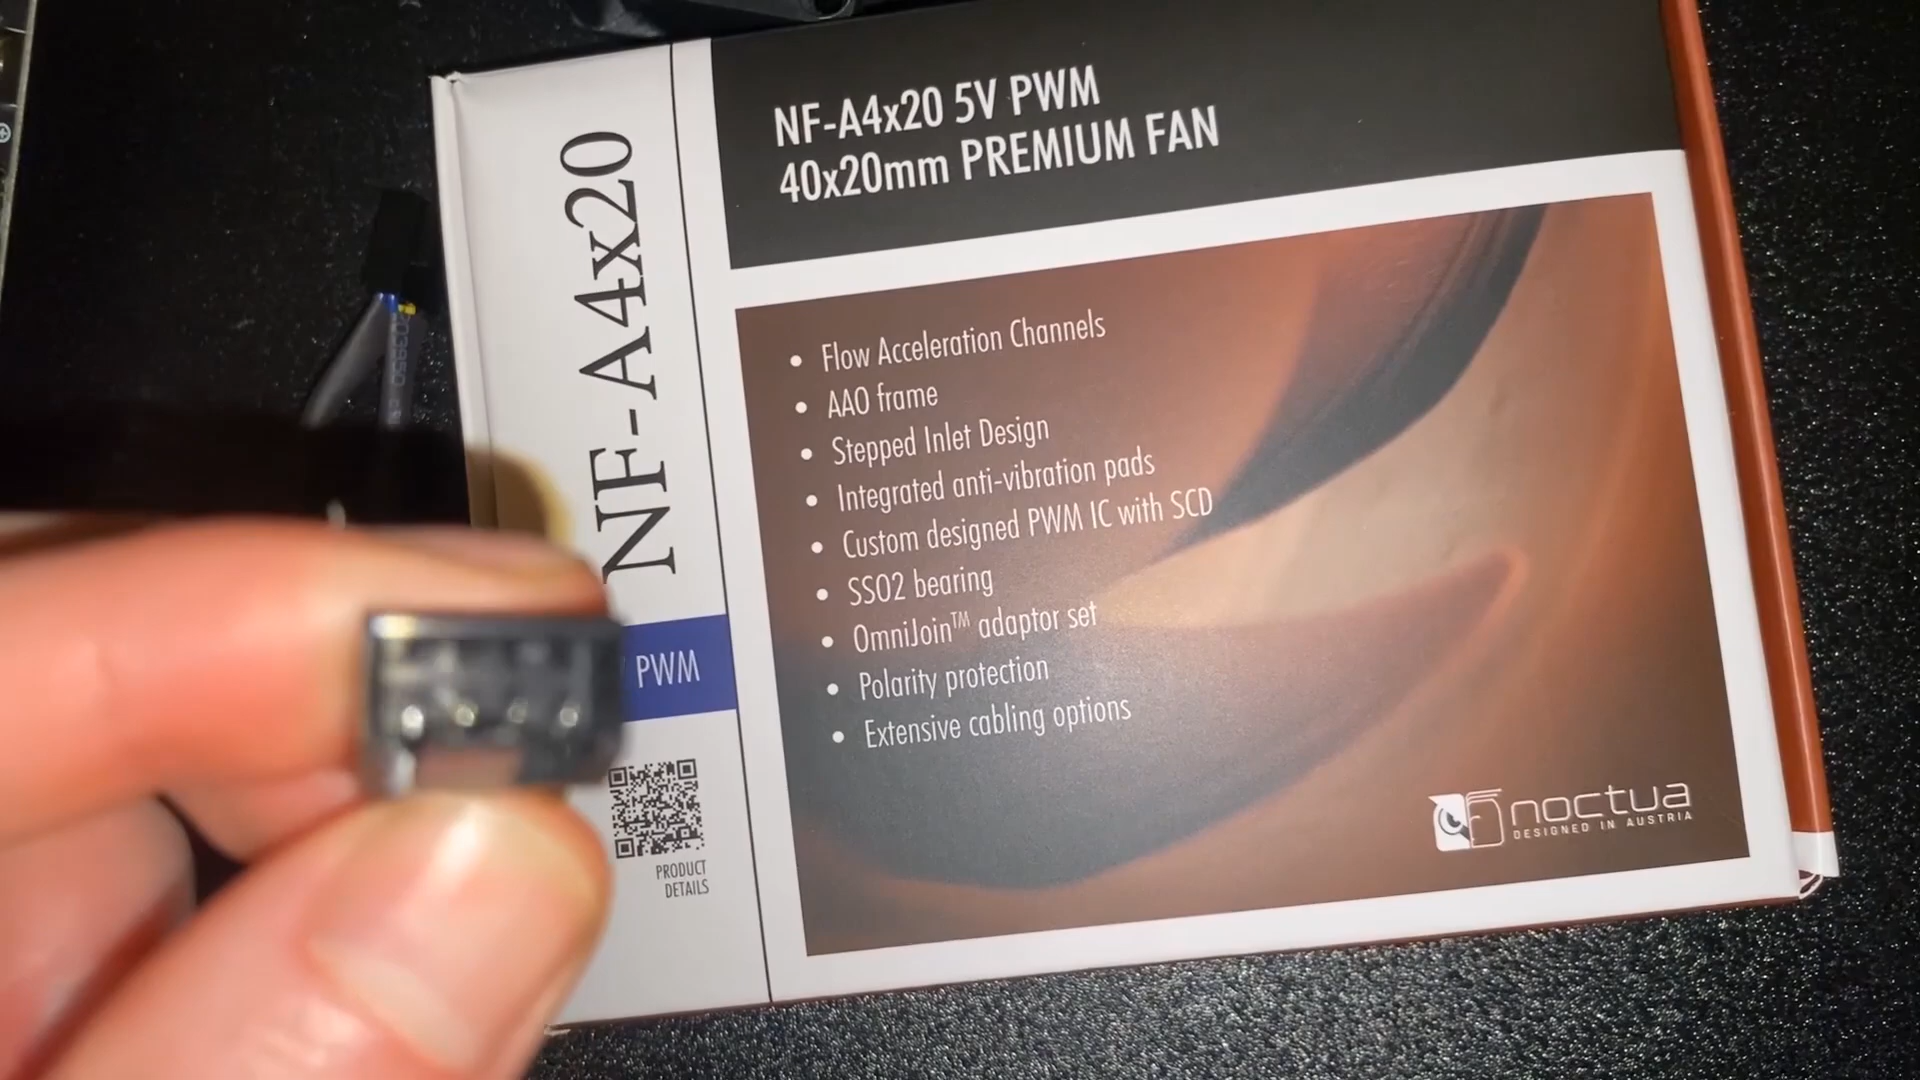 NF-A4x20 5V PWM
40x20mm PREMIUM FAN
NF-A4x20
PWM
• Flow Acceleration Channels
• AAO frame
• Stepped Inlet Design
• Integrated anti-vibration pads
• Custom designed PWM IC with SCD
• SSO2 bearing
• OmniJoin™ adaptor set
• Polarity protection
• Extensive cabling options
PRODUCT
DETAILS
noctua
DESIGNED IN AUSTRIA